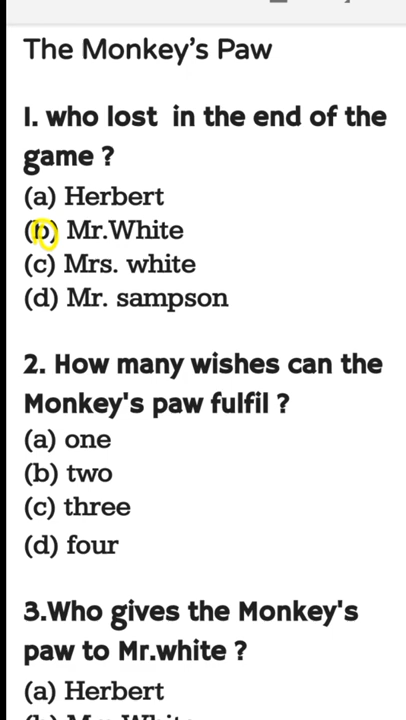 The Monkey's Paw
1. who lost in the end of the
game ?
(a) Herbert
(b) Mr.White
(c) Mrs. white
(d) Mr. sampson
2. How many wishes can the
Monkey's paw fulfil ?
(a) one
(b) two
(c) three
(d) four
3.Who gives the Monkey's
paw to Mr.white ?
(a) Herbert